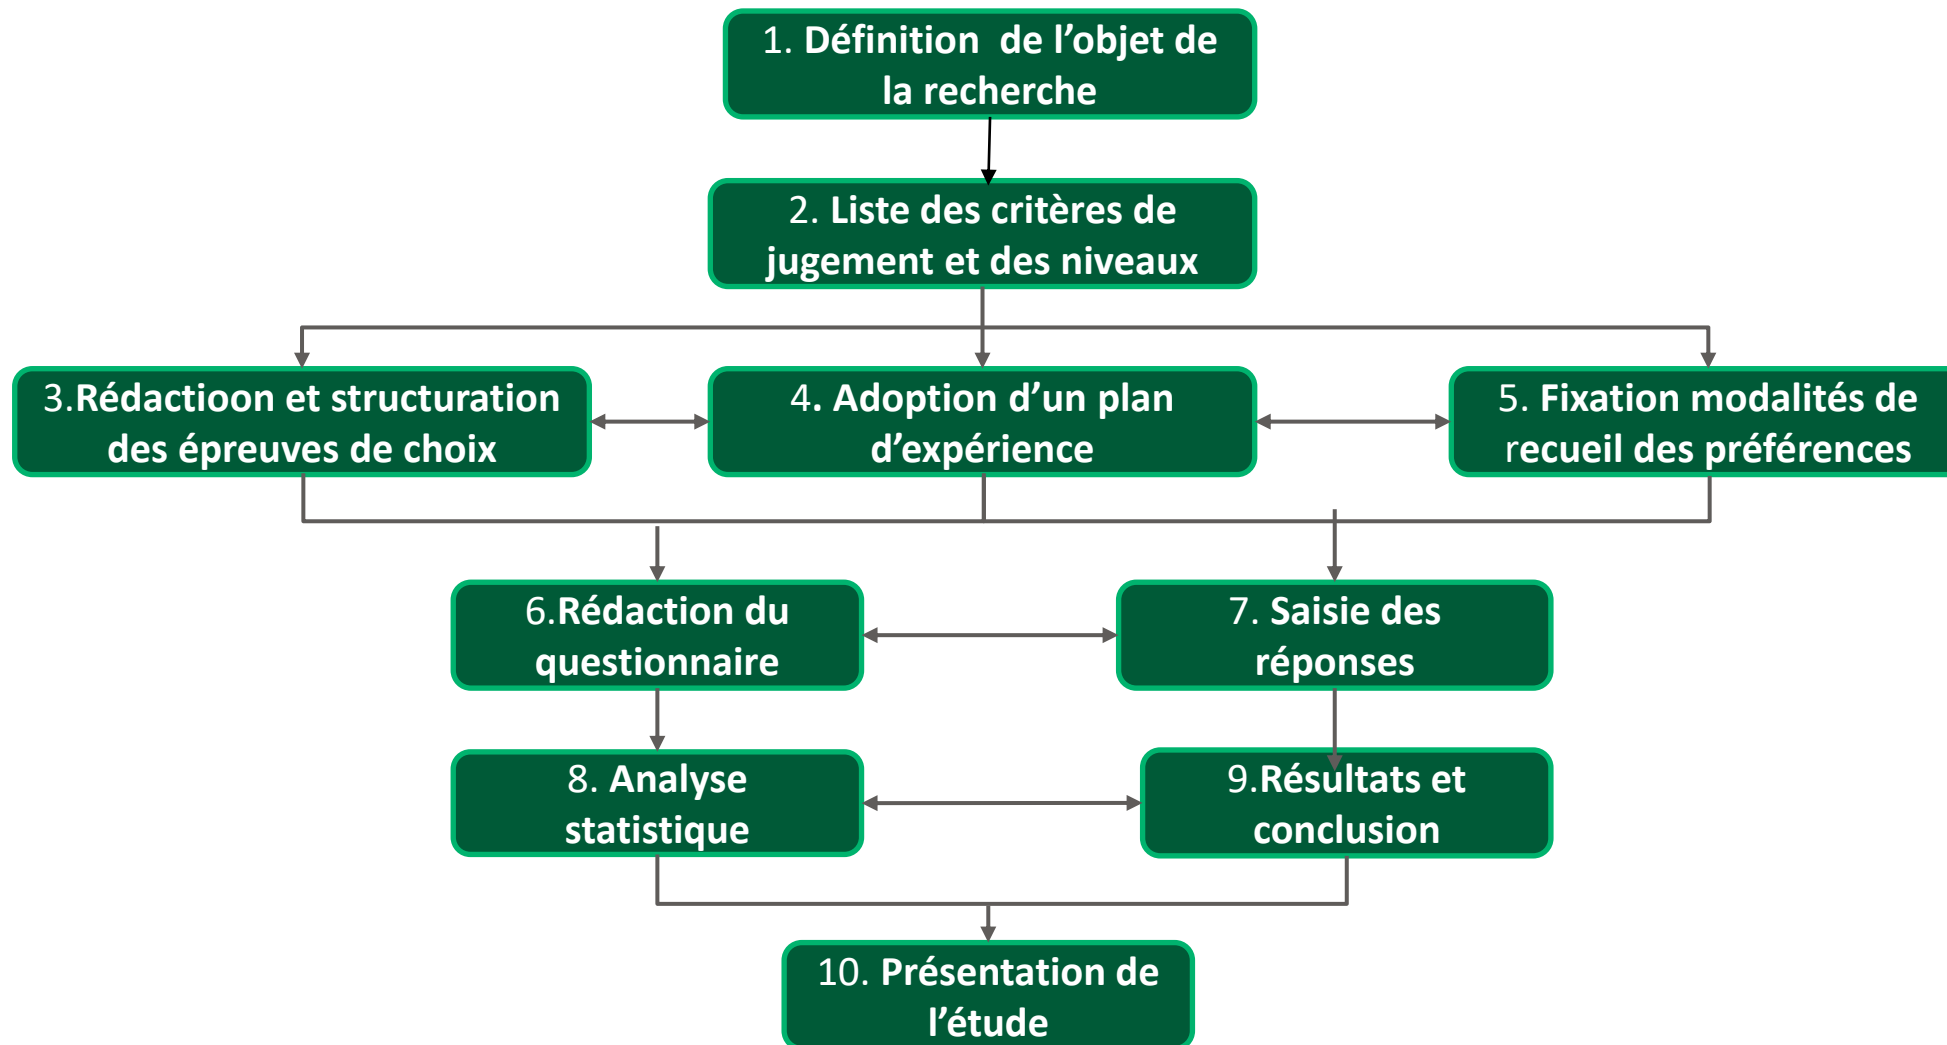 1. Définition  de l’objet de
la recherche
2. Liste des critères de
jugement et des niveaux
3.Rédactioon et structuration
des épreuves de choix
4. Adoption d’un plan
d’expérience
5. Fixation modalités de
recueil des préférences
6.Rédaction du
questionnaire
7. Saisie des
réponses
8. Analyse
statistique
9.Résultats et
conclusion
10. Présentation de
l’étude